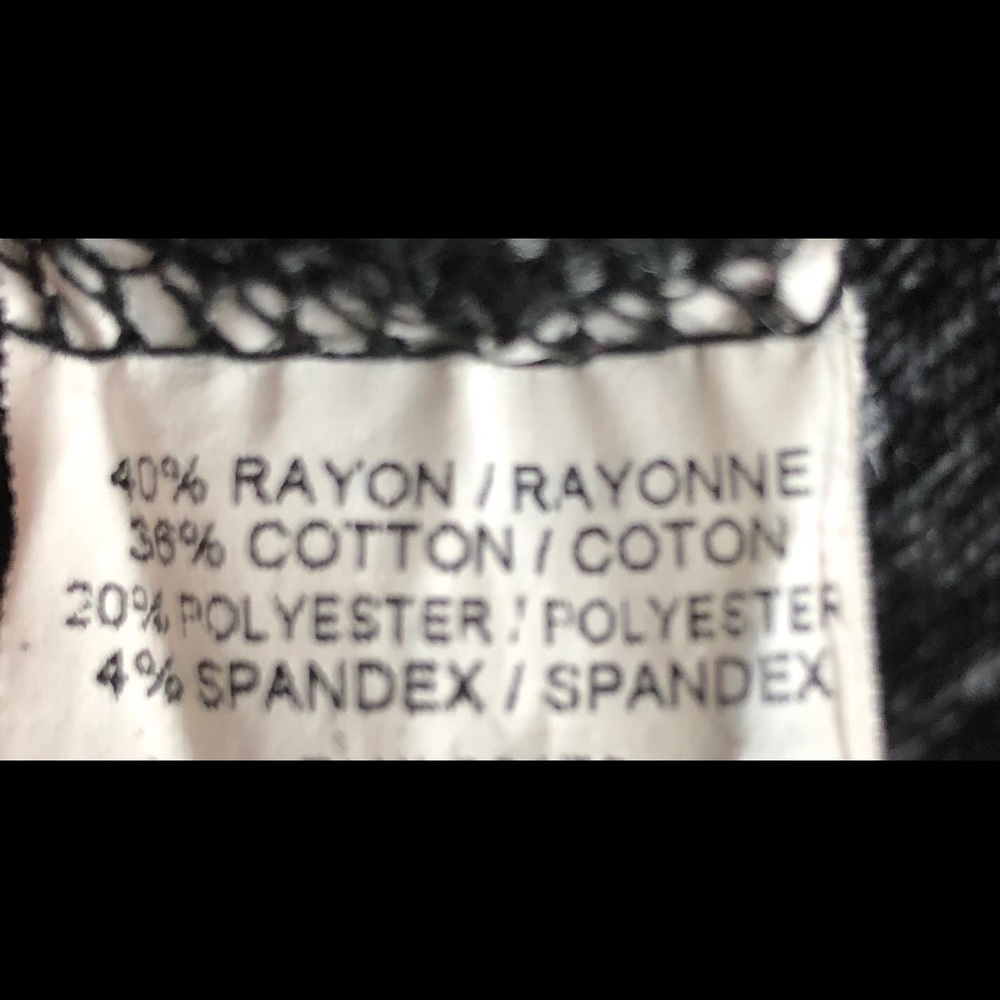 40% RAYON / RAYONNE
36% COTTON / COTON
20% POLYESTER / POLYESTER
4% SPANDEX / SPANDEX